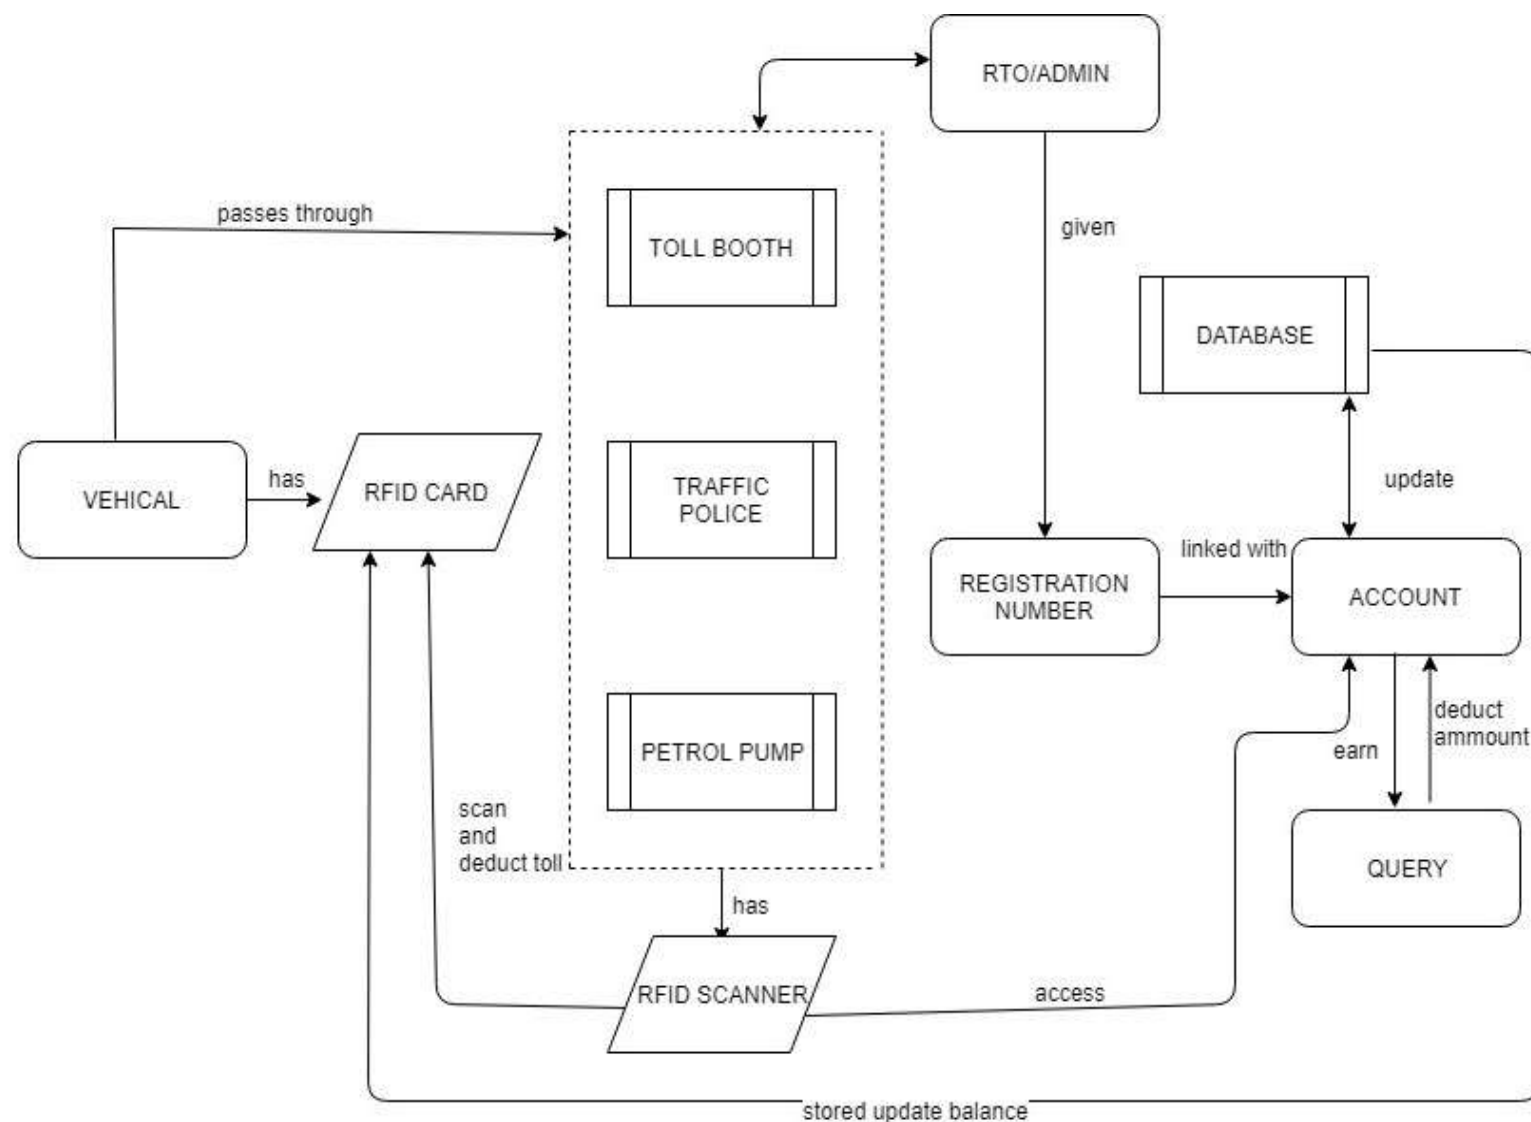 RTO/ADMIN
passes through
given
TOLL BOOTH
DATABASE
VEHICAL
has
RFID CARD
TRAFFIC
POLICE
update
linked with
REGISTRATION
NUMBER
ACCOUNT
PETROL PUMP
earn
deduct
ammount
scan
and
deduct toll
QUERY
has
RFID SCANNER
access
stored update balance